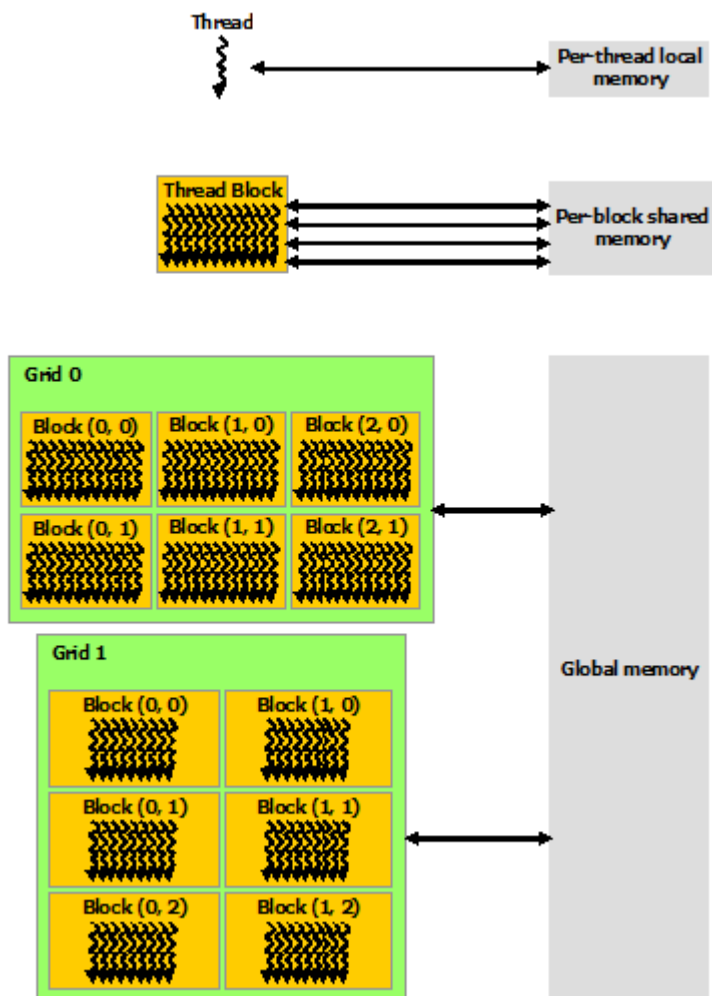 Thread
Per-thread local
memory
Thread Block
Per-block shared
memory
Grid 0
Block (0, 0) Block (1, 0) Block (2, 0)
Block (0, 1) Block (1, 1) Block (2, 1)
Global memory
Grid 1
Block (0, 0) Block (1, 0)
Block (0, 1) Block (1, 1)
Block (0, 2) Block (1, 2)